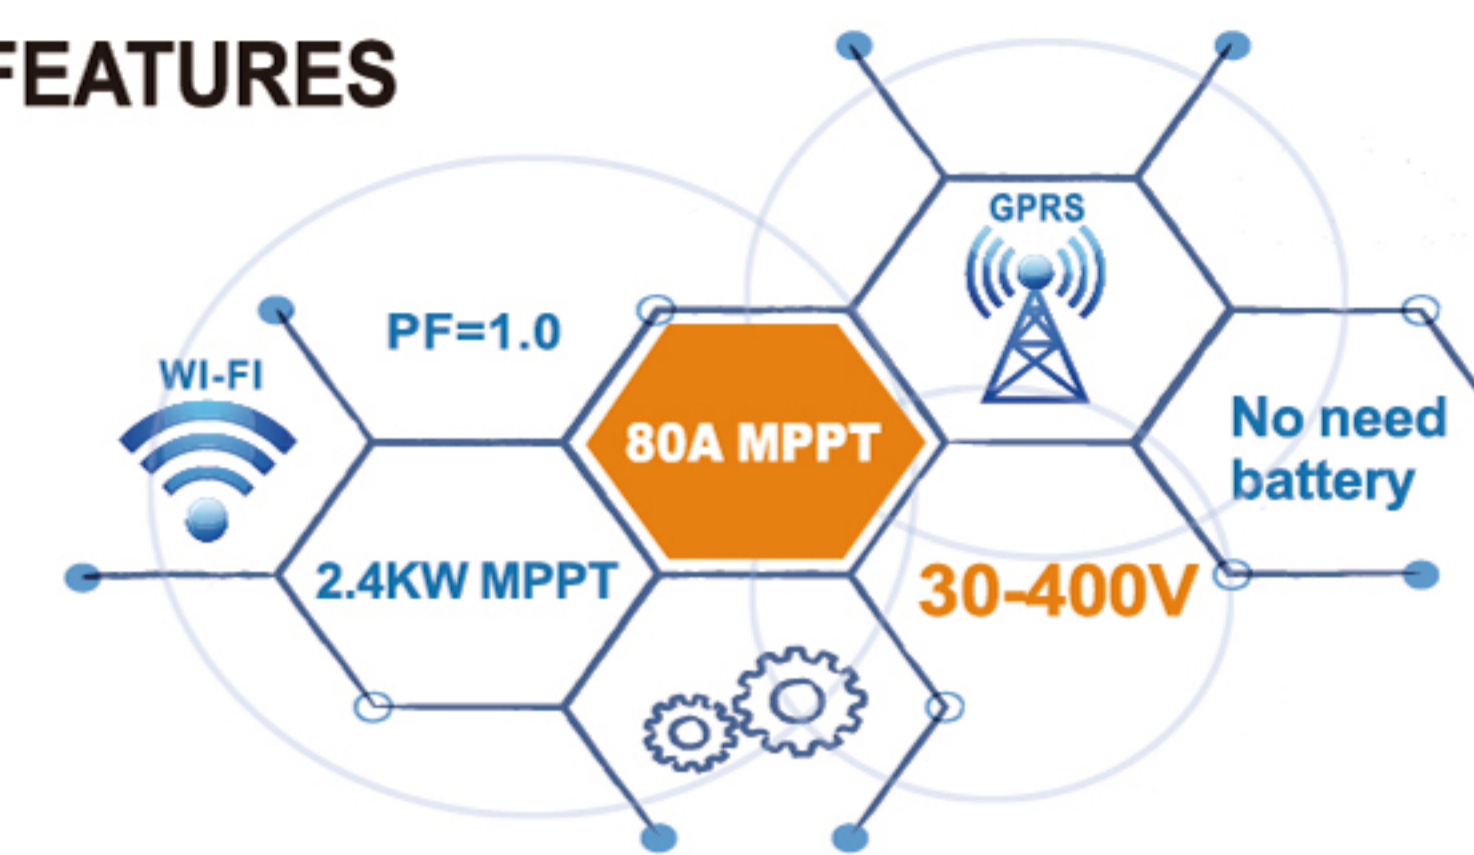 FEATURES
GPRS
PF=1.0
WI-FI
80A MPPT
No need
battery
2.4KW MPPT
30-400V